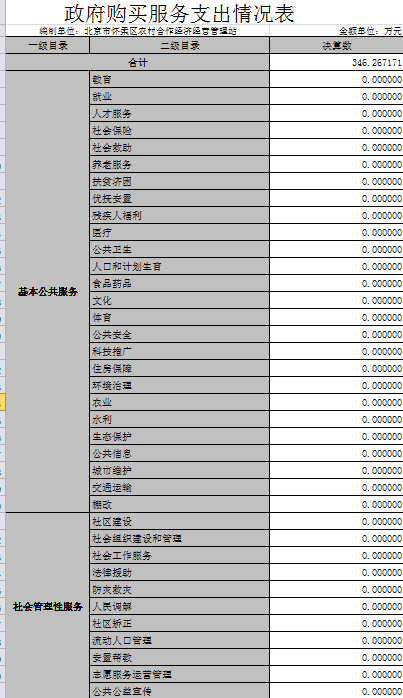 政府购买服务支出情况表
编制单位：北京市怀柔区农村合作经济经营管理站 金额单位：万元
一级目录 二级目录 决算数
合计 346.267171
基本公共服务
教育 0.000000
就业 0.000000
人才服务 0.000000
社会保险 0.000000
社会救助 0.000000
养老服务 0.000000
扶贫济困 0.000000
优抚安置 0.000000
残疾人福利 0.000000
医疗 0.000000
公共卫生 0.000000
人口和计划生育 0.000000
食品药品 0.000000
文化 0.000000
体育 0.000000
公共安全 0.000000
科技推广 0.000000
住房保障 0.000000
环境治理 0.000000
农业 0.000000
水利 0.000000
生态保护 0.000000
公共信息 0.000000
城市维护 0.000000
交通运输 0.000000
棚改 0.000000
社会管理性服务
社区建设 0.000000
社会组织建设和管理 0.000000
社会工作服务 0.000000
法律援助 0.000000
防灾救灾 0.000000
人民调解 0.000000
社区矫正 0.000000
流动人口管理 0.000000
安置帮教 0.000000
志愿服务运营管理 0.000000
公共公益宣传 0.000000